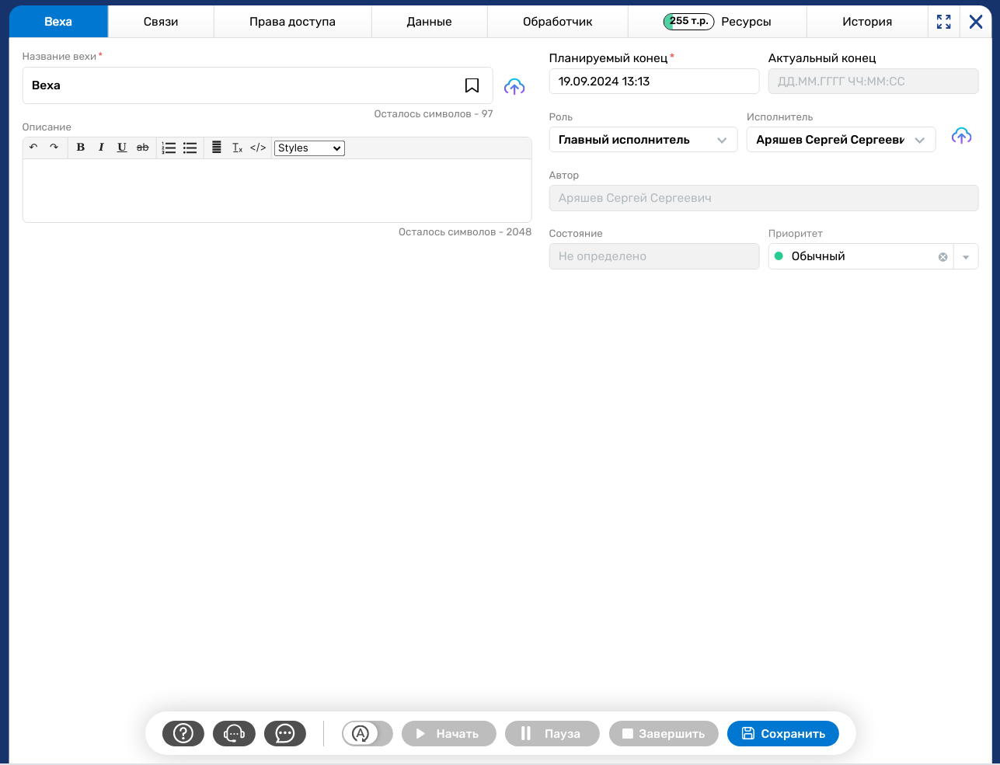 Веха
Связи
Права доступа
Данные
Обработчик
255 т.р. Ресурсы
История
Название вехи *
Веха
Осталось символов - 97
Описание
B I U ab Tx </> Styles
Осталось символов - 2048
Планируемый конец * Актуальный конец
19.09.2024 13:13 ДД.ММ.ГГГГ ЧЧ:ММ:СС
Роль Исполнитель
Главный исполнитель Аряшев Сергей Сергееви
Автор
Аряшев Сергей Сергеевич
Состояние Приоритет
Не определено Обычный
A Начать Пауза Завершить Сохранить